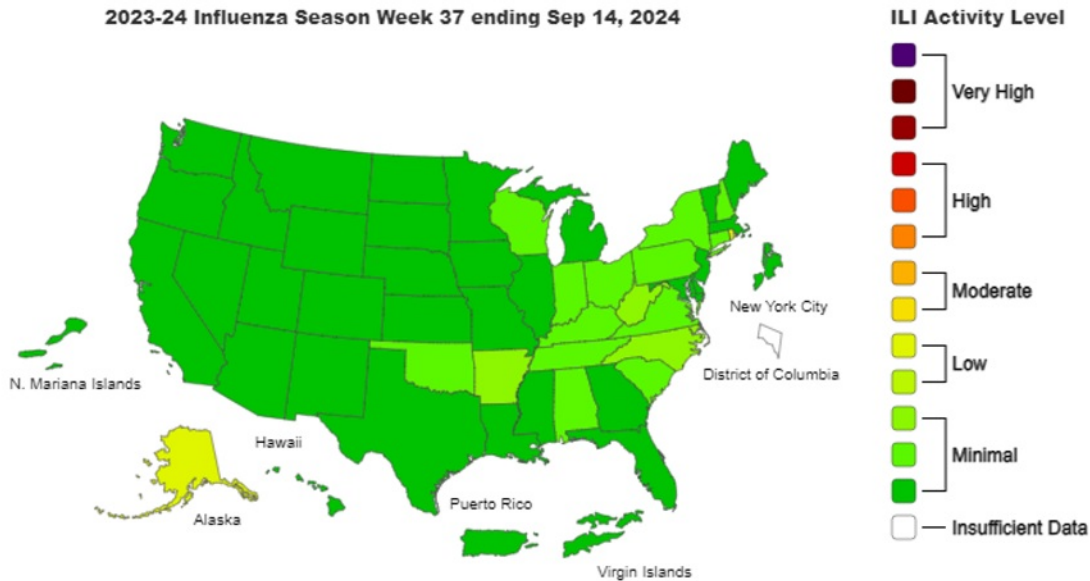 2023-24 Influenza Season Week 37 ending Sep 14, 2024
ILI Activity Level
Very High
High
Moderate
Low
Minimal
Insufficient Data
New York City
District of Columbia
N. Mariana Islands
Hawaii
Alaska
Puerto Rico
Virgin Islands